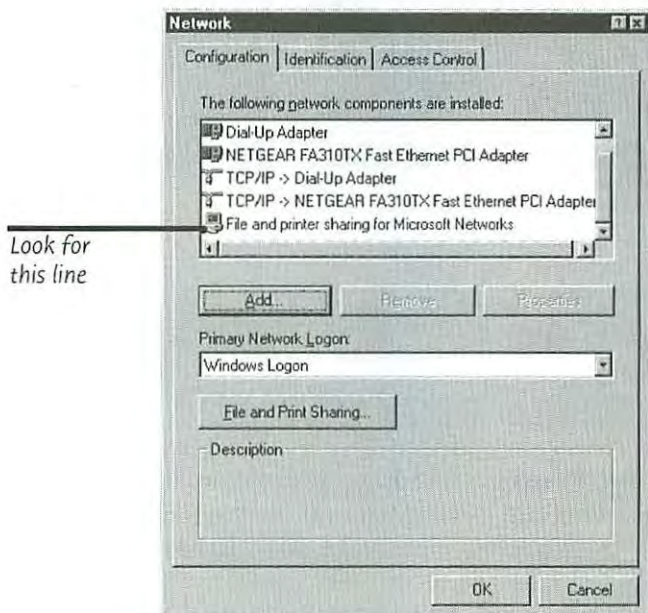 Network
Configuration Identification Access Control
The following network components are installed:
Dial-Up Adapter
NETGEAR FA310TX Fast Ethernet PCI Adapter
TCP/IP -> Dial-Up Adapter
TCP/IP -> NETGEAR FA310TX Fast Ethernet PCI Adapter
File and printer sharing for Microsoft Networks
Look for
this line
Add... Remove Properties
Primary Network Logon:
Windows Logon
File and Print Sharing...
Description
OK Cancel